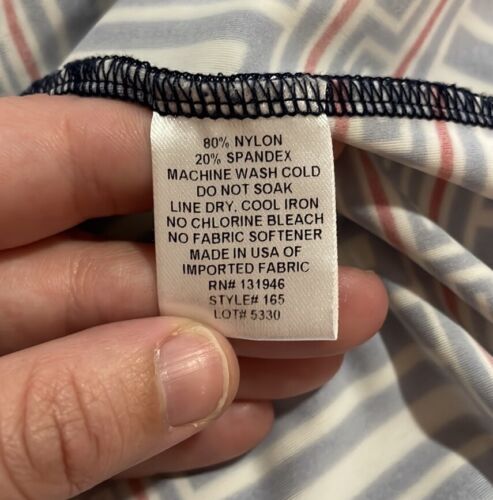 80% NYLON
20% SPANDEX
MACHINE WASH COLD
DO NOT SOAK
LINE DRY, COOL IRON
NO CHLORINE BLEACH
NO FABRIC SOFTENER
MADE IN USA OF
IMPORTED FABRIC
RN# 131946
STYLE# 165
LOT# 5330